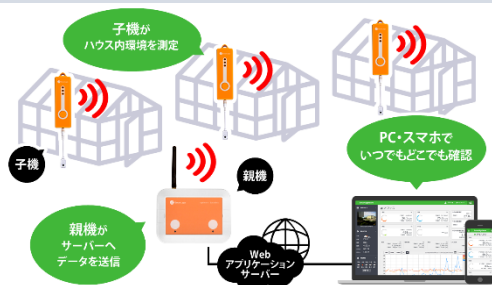 子機が
ハウス内環境を測定
子機
親機
PC・スマホで
いつでもどこでも確認
親機が
サーバーへ
データを送信
Web
アプリケーション
サーバー